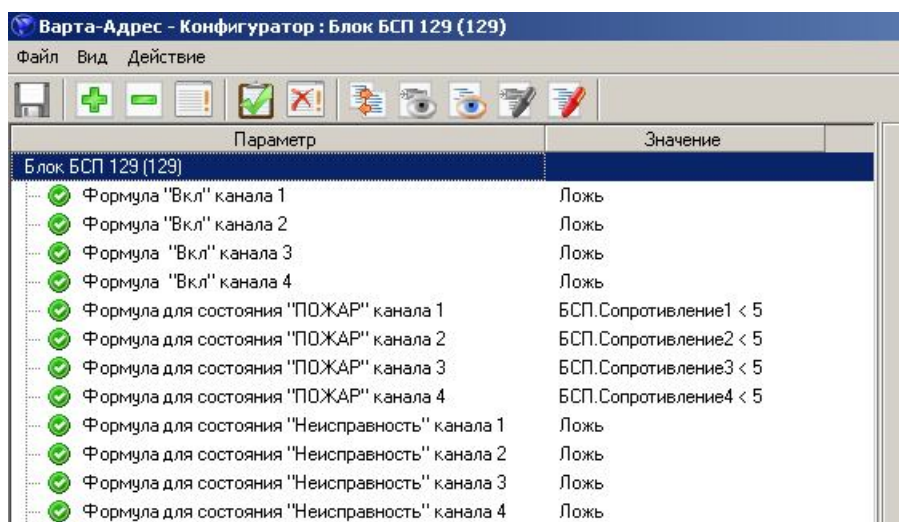 Варта-Адрес - Конфигуратор : Блок БСП 129 (129)
Файл Вид Действие
Параметр Значение
Блок БСП 129 (129)
Формула "Вкл" канала 1 Ложь
Формула "Вкл" канала 2 Ложь
Формула "Вкл" канала 3 Ложь
Формула "Вкл" канала 4 Ложь
Формула для состояния "ПОЖАР" канала 1 БСП.Сопротивление1 < 5
Формула для состояния "ПОЖАР" канала 2 БСП.Сопротивление2 < 5
Формула для состояния "ПОЖАР" канала 3 БСП.Сопротивление3 < 5
Формула для состояния "ПОЖАР" канала 4 БСП.Сопротивление4 < 5
Формула для состояния "Неисправность" канала 1 Ложь
Формула для состояния "Неисправность" канала 2 Ложь
Формула для состояния "Неисправность" канала 3 Ложь
Формула для состояния "Неисправность" канала 4 Ложь